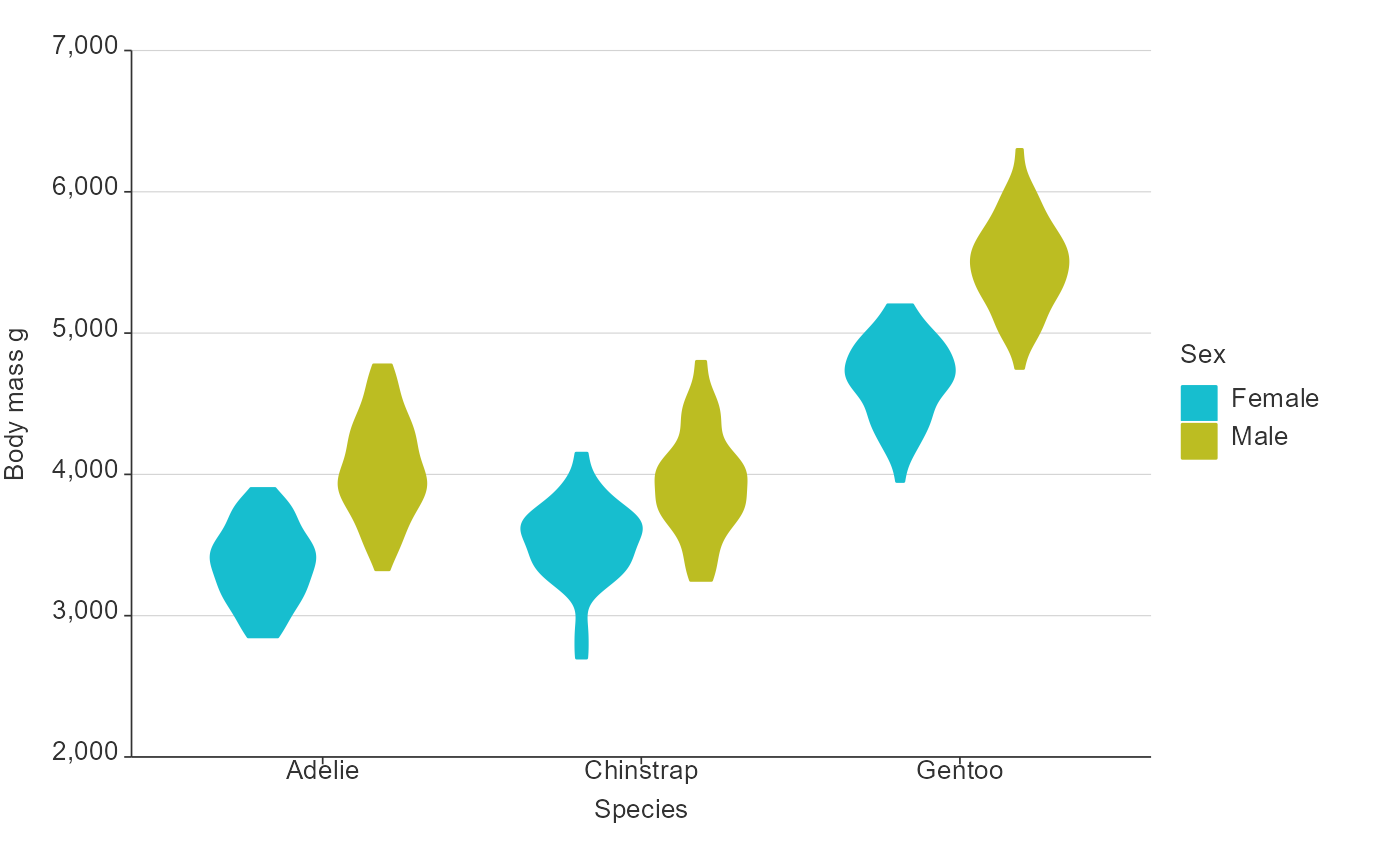 7,000
6,000
5,000
4,000
3,000
2,000
Body mass g
Adelie Chinstrap Gentoo
Species
Sex
Female
Male